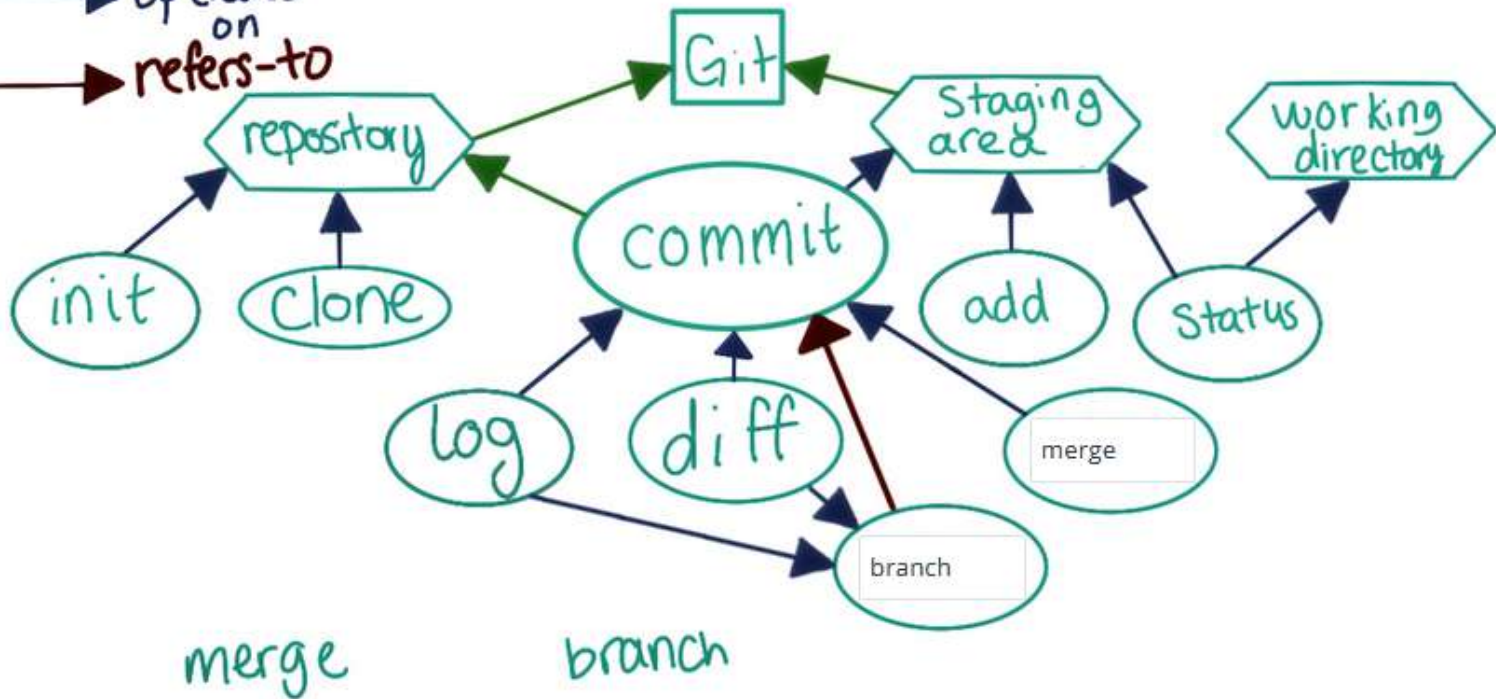 on
refers-to
Git
repository
Staging
area
working
directory
commit
init
clone
add
Status
log
diff
merge
branch
merge
branch